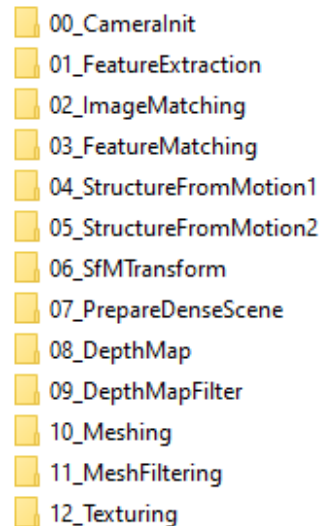 00_CameraInit
01_FeatureExtraction
02_ImageMatching
03_FeatureMatching
04_StructureFromMotion1
05_StructureFromMotion2
06_SfMTransform
07_PrepareDenseScene
08_DepthMap
09_DepthMapFilter
10_Meshing
11_MeshFiltering
12_Texturing